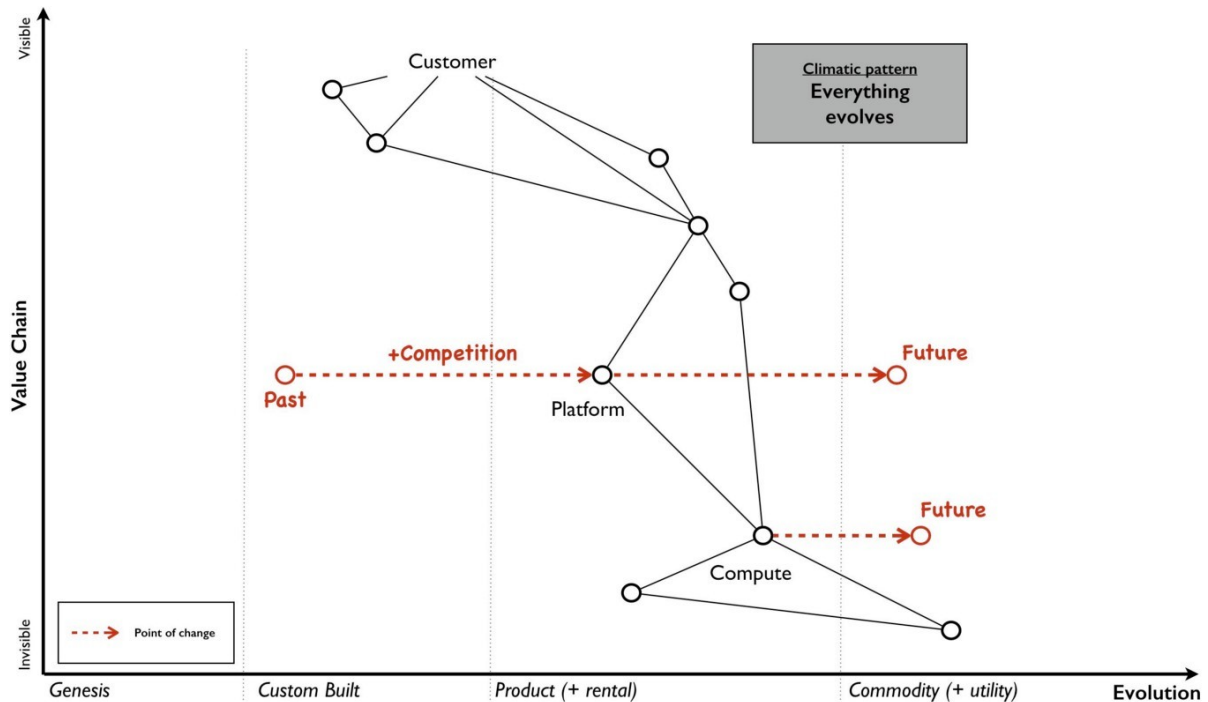 Visible
Customer
Climatic pattern
Everything
evolves
Value Chain
+Competition
Future
Past
Platform
Future
Compute
Point of change
Invisible
Genesis
Custom Built
Product (+ rental)
Commodity (+ utility)
Evolution